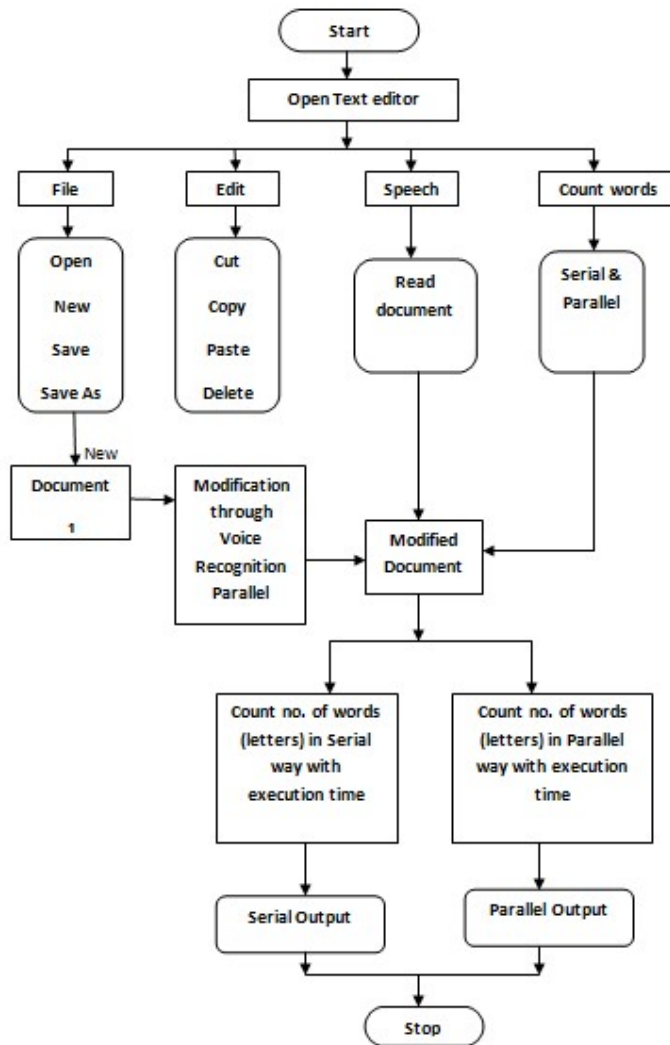 Start
Open Text editor
File
Edit
Speech
Count words
Open
New
Save
Save As
Cut
Copy
Paste
Delete
Read
document
Serial &
Parallel
New
Document
1
Modification
through
Voice
Recognition
Parallel
Modified
Document
Count no. of words
(letters) in Serial
way with
execution time
Count no. of words
(letters) in Parallel
way with execution
time
Serial Output
Parallel Output
Stop